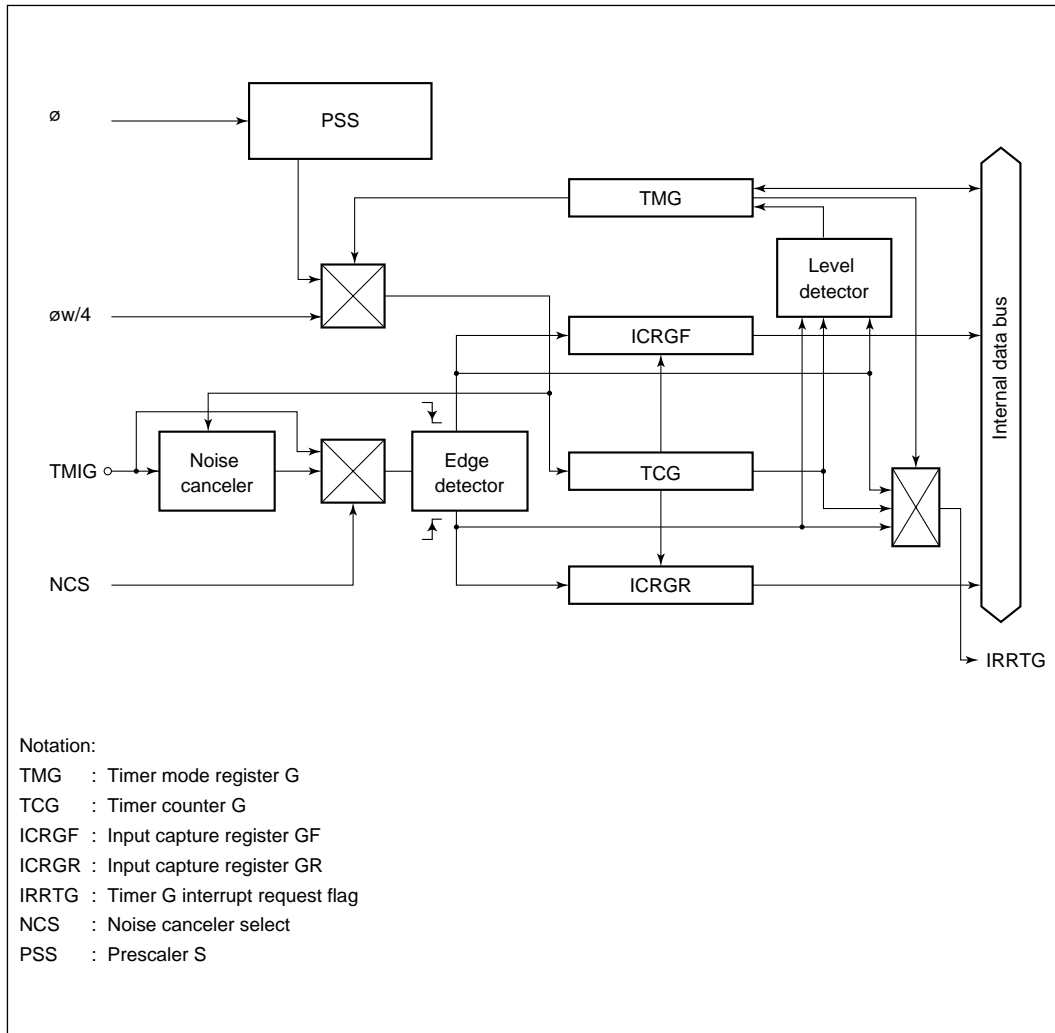 ø
PSS
TMG
Level
detector
øw/4
ICRGF
Internal data bus
TMIG
Noise
canceler
Edge
detector
TCG
NCS
ICRGR
IRRTG
Notation:
TMG : Timer mode register G
TCG : Timer counter G
ICRGF : Input capture register GF
ICRGR : Input capture register GR
IRRTG : Timer G interrupt request flag
NCS : Noise canceler select
PSS : Prescaler S